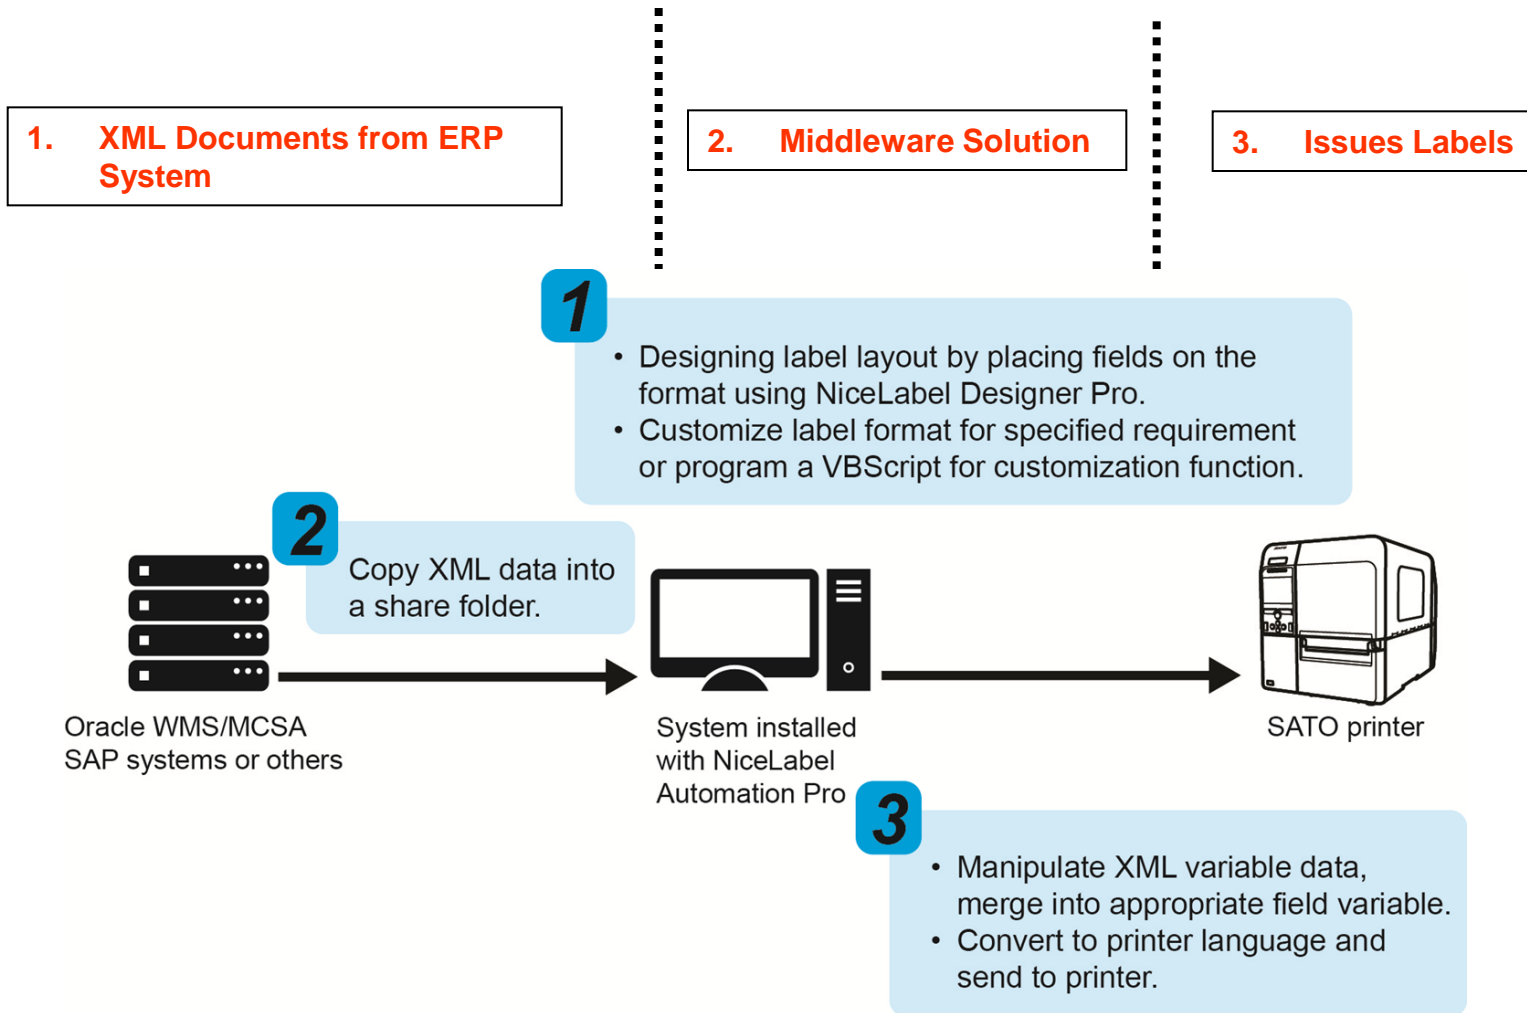 1. XML Documents from ERP
System
2. Middleware Solution
3. Issues Labels
1
• Designing label layout by placing fields on the
format using NiceLabel Designer Pro.
• Customize label format for specified requirement
or program a VBScript for customization function.
2
Copy XML data into
a share folder.
Oracle WMS/MCSA
SAP systems or others
System installed
with NiceLabel
Automation Pro
SATO printer
3
• Manipulate XML variable data,
merge into appropriate field variable.
• Convert to printer language and
send to printer.